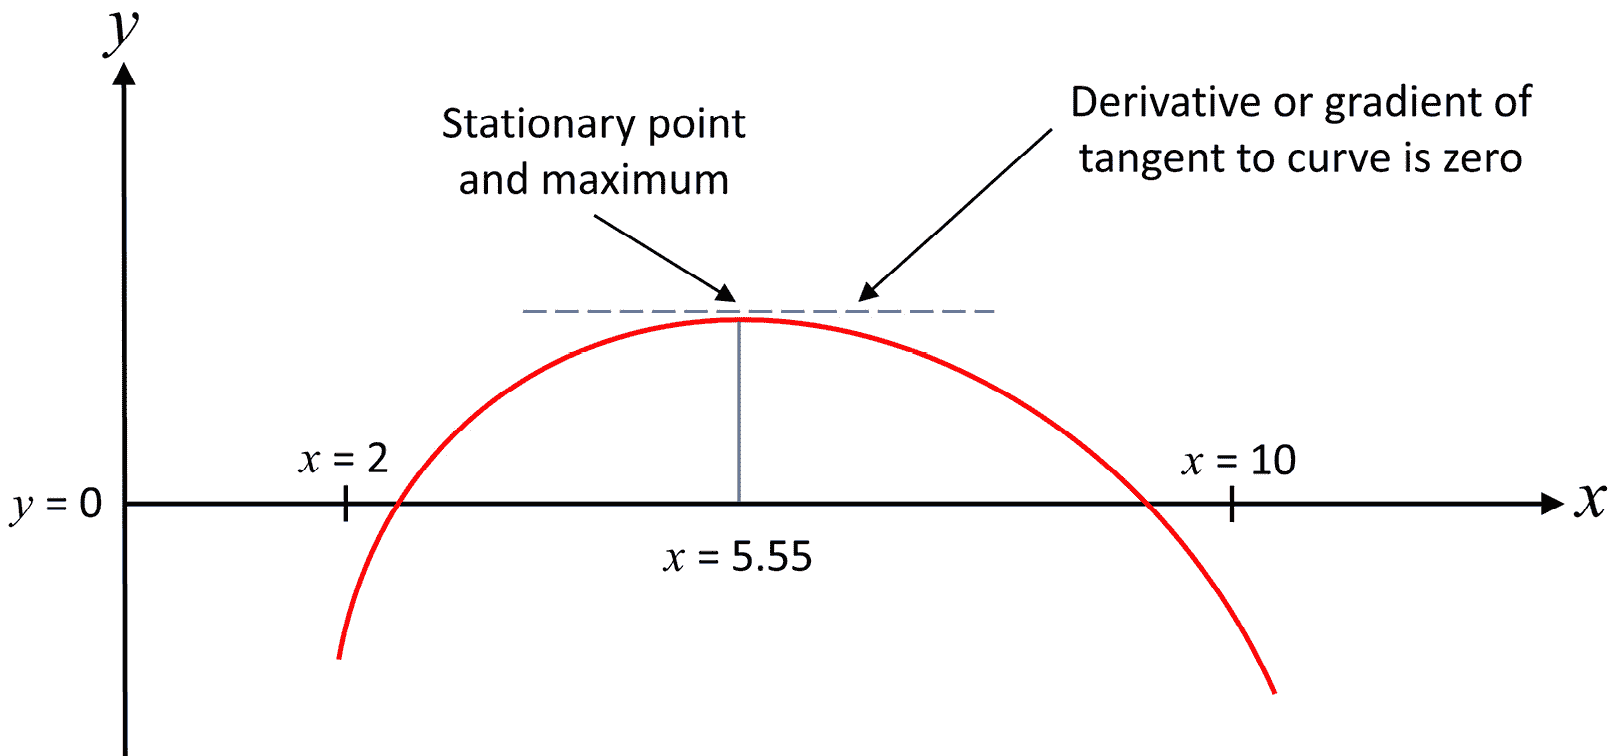 y
Stationary point
and maximum
Derivative or gradient of
tangent to curve is zero
x = 2
x = 10
y = 0
x
x = 5.55